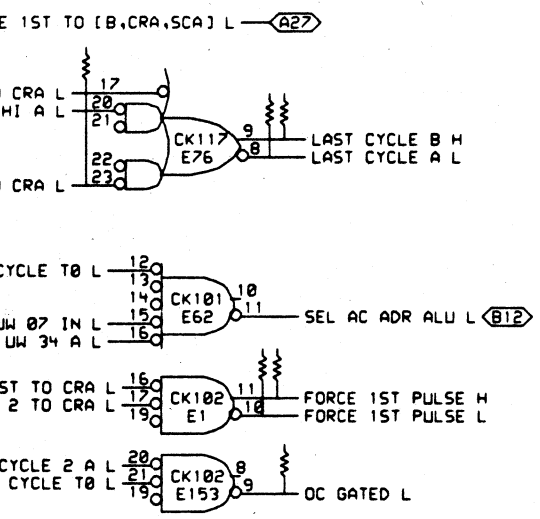 E 1ST TO [B,CRA,SCA] L A27
17
CRA L
20
HI A L
21
CK117
E76
9
LAST CYCLE B H
8
LAST CYCLE A L
22
23
CRA L
CYCLE T0 L 12
13
14
15
UW 07 IN L
16
UW 34 A L
CK101
E62
10
11
SEL AC ADR ALU L B12
ST TO CRA L 16
2 TO CRA L 17
19
CK102
E1
11
FORCE 1ST PULSE H
10
FORCE 1ST PULSE L
CYCLE 2 A L 20
CYCLE T0 L 21
19
CK102
E153
8
9
OC GATED L